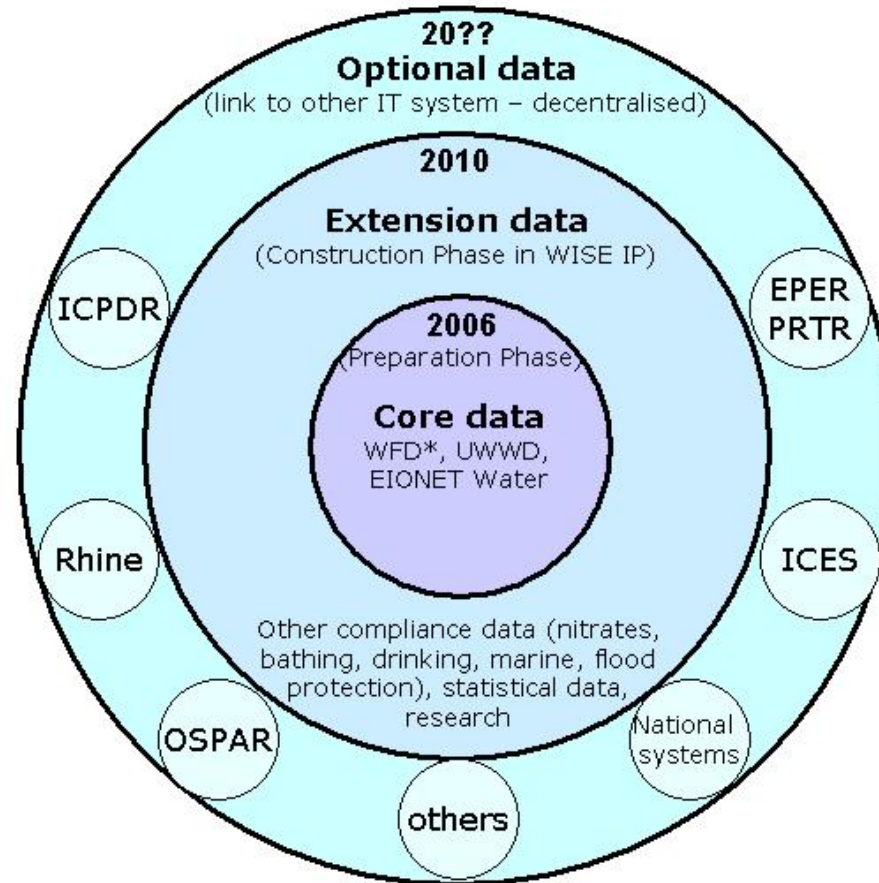 20??
Optional data
(link to other IT system – decentralised)
2010
Extension data
(Construction Phase in WISE IP)
ICPDR
EPER
PRTR
2006
(Preparation Phase)
Core data
WFD*, UWWD,
EIONET Water
Rhine
ICES
Other compliance data (nitrates,
bathing, drinking, marine, flood
protection), statistical data,
research
OSPAR
National
systems
others